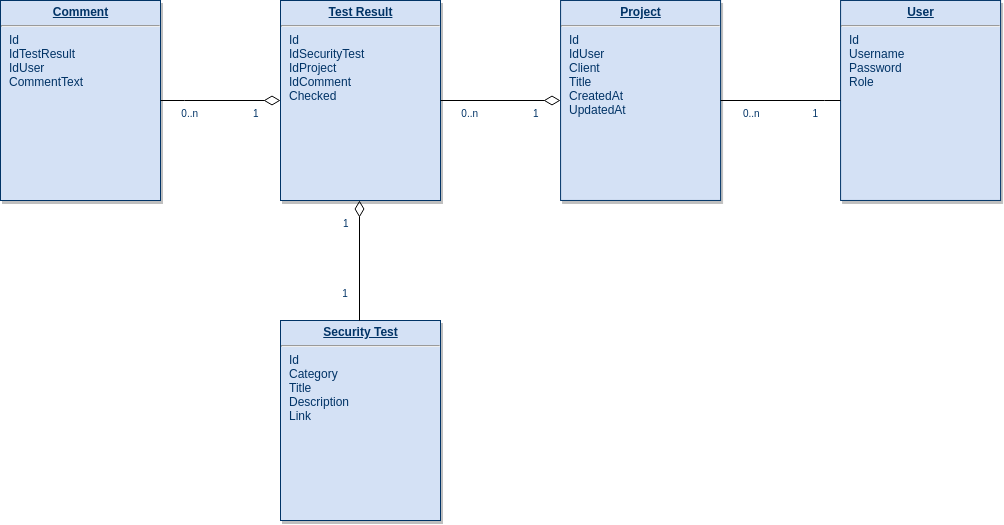 Comment
Id
IdTestResult
IdUser
CommentText
0..n
1
Test Result
Id
IdSecurityTest
IdProject
IdComment
Checked
0..n
1
Project
Id
IdUser
Client
Title
CreatedAt
UpdatedAt
0..n
1
User
Id
Username
Password
Role
1
1
Security Test
Id
Category
Title
Description
Link